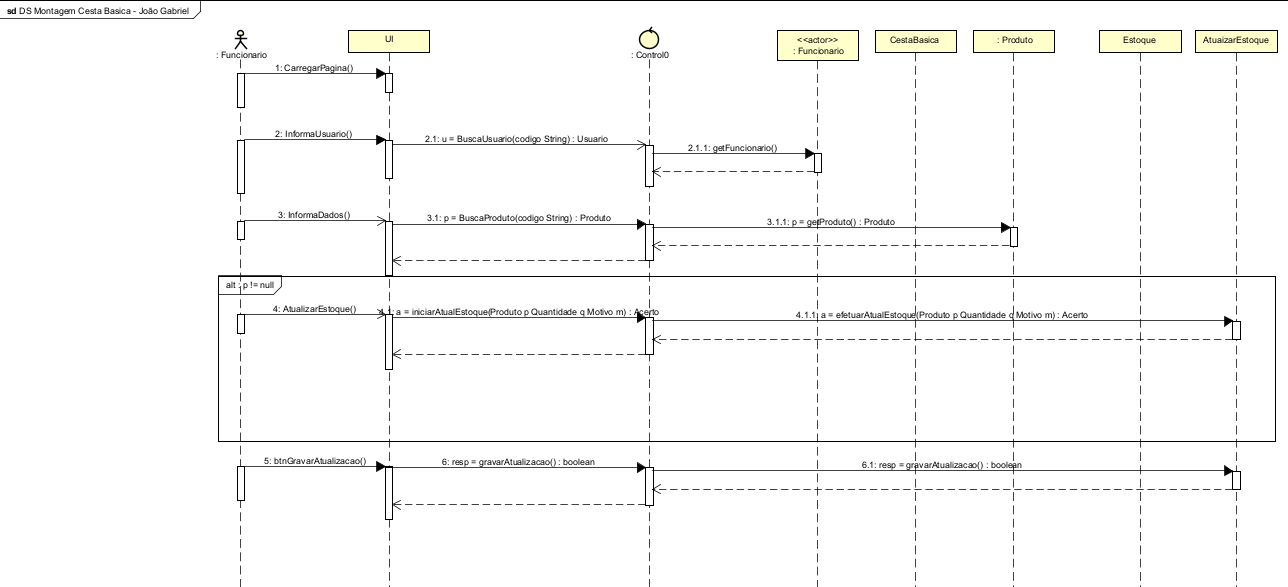 sd DS Montagem Cesta Basica - João Gabriel
: Funcionario
UI
: Control0
<<actor>>
: Funcionario
CestaBasica
: Produto
Estoque
AtuaizarEstoque
1: CarregarPagina()
2: InformaUsuario()
2.1: u = BuscaUsuario(codigo String) : Usuario
2.1.1: getFuncionario()
3: InformaDados()
3.1: p = BuscaProduto(codigo String) : Produto
3.1.1: p = getProduto() : Produto
alt : p != null
4: AtualizarEstoque()
4.1: a = iniciarAtualEstoque(Produto p Quantidade q Motivo m) : Acerto
4.1.1: a = efetuarAtualEstoque(Produto p Quantidade q Motivo m) : Acerto
5: btnGravarAtualizacao()
6: resp = gravarAtualizacao() : boolean
6.1: resp = gravarAtualizacao() : boolean